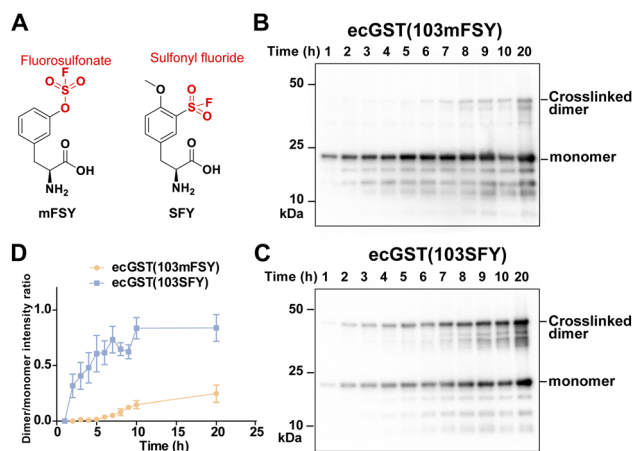 A
Fluorosulfonate
F
O S O
O
O
OH
NH2
mFSY
Sulfonyl fluoride
O
O
S F
O
O
OH
NH2
SFY
B
ecGST(103mFSY)
Time (h) 1 2 3 4 5 6 7 8 9 10 20
50
25
10
kDa
Crosslinked
dimer
monomer
C
ecGST(103SFY)
Time (h) 1 2 3 4 5 6 7 8 9 10 20
50
25
10
kDa
Crosslinked
dimer
monomer
D
ecGST(103mFSY)
ecGST(103SFY)
Dimer/monomer intensity ratio
1.0
0.5
0.0
0 5 10 15 20 25
Time (h)